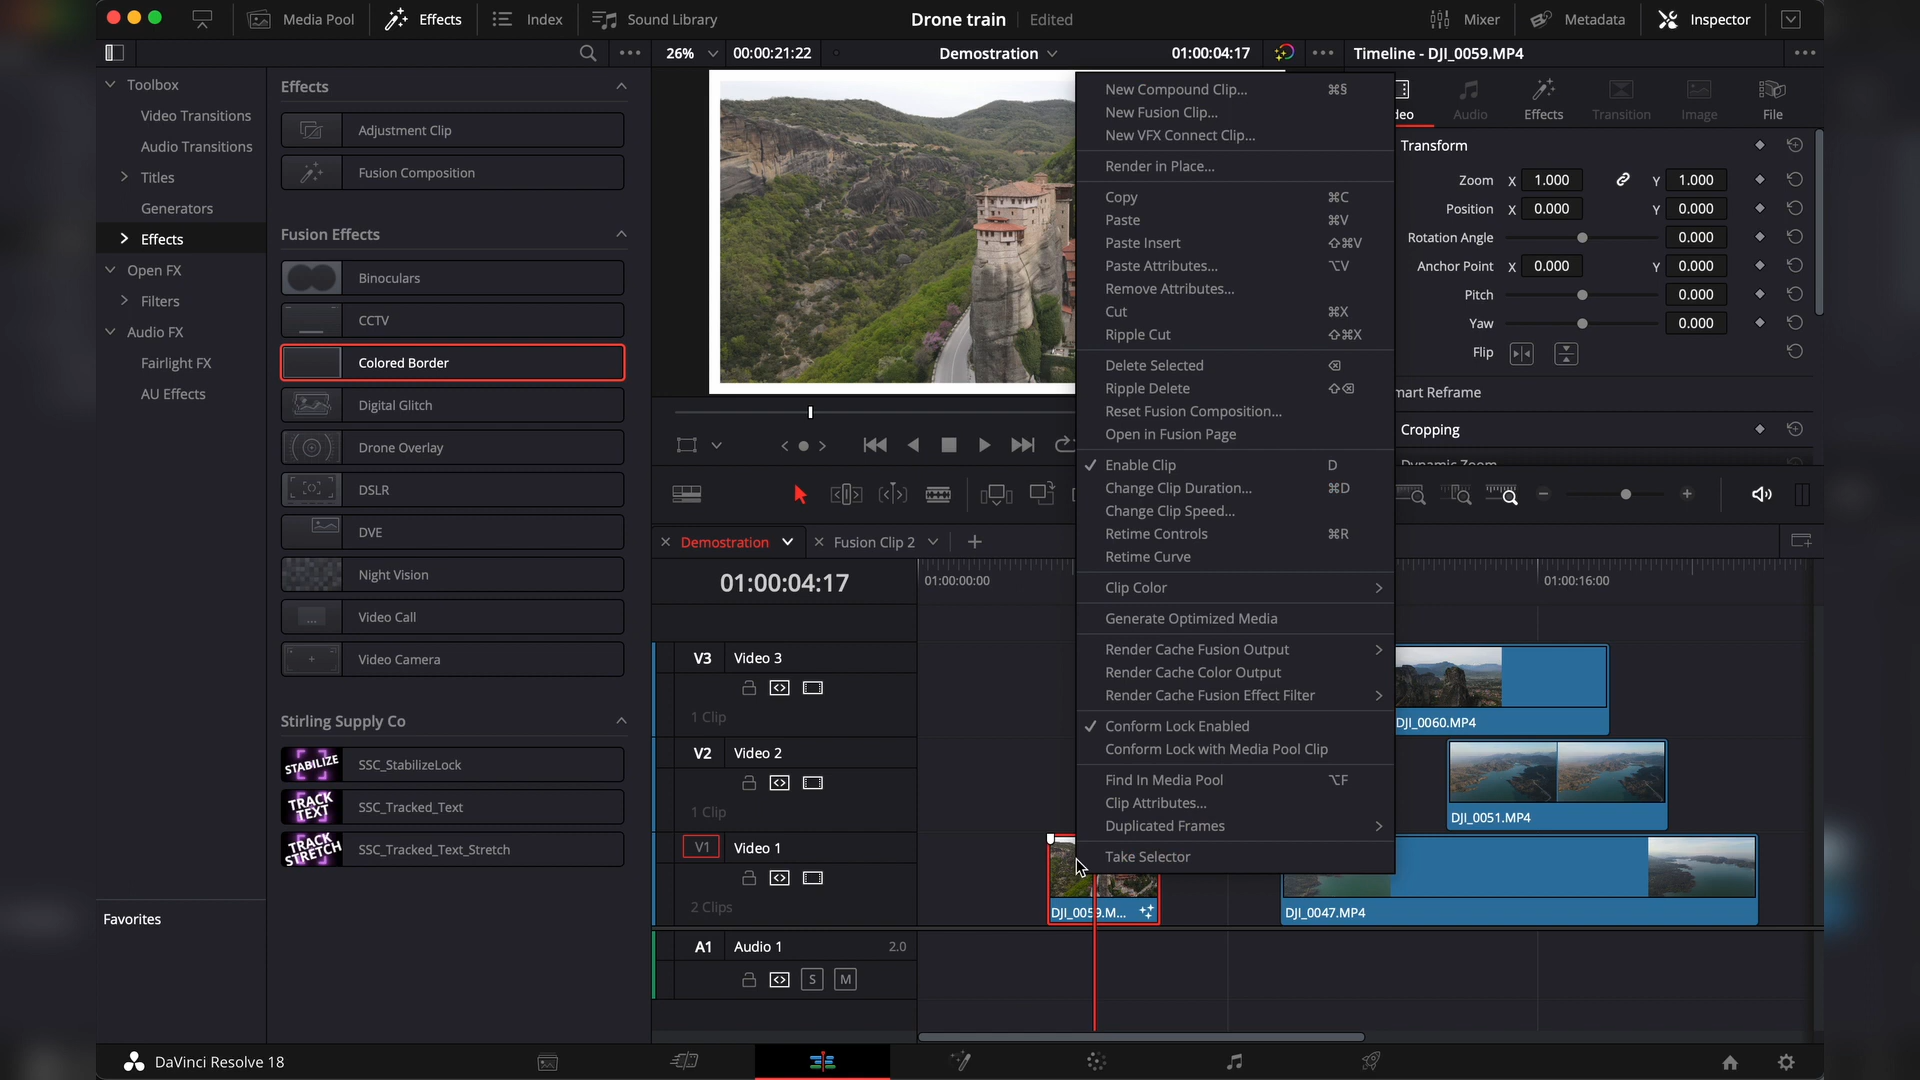 Media Pool
Effects
Index
Sound Library
Drone train
Edited
Mixer
Metadata
Inspector
26%
00:00:21:22
Demostration
01:00:04:17
Timeline - DJI_0059.MP4
Toolbox
Video Transitions
Audio Transitions
Titles
Generators
Effects
Open FX
Filters
Audio FX
Fairlight FX
AU Effects
Favorites
Effects
Adjustment Clip
Fusion Composition
Fusion Effects
Binoculars
CCTV
Colored Border
Digital Glitch
Drone Overlay
DSLR
DVE
Night Vision
Video Call
Video Camera
Stirling Supply Co
STABILIZE SSC_StabilizeLock
TRACK TEXT SSC_Tracked_Text
TRACK STRETCH SSC_Tracked_Text_Stretch
New Compound Clip... ⌘§
New Fusion Clip...
New VFX Connect Clip...
Render in Place...
Copy ⌘C
Paste ⌘V
Paste Insert ⇧⌘V
Paste Attributes... ⌥V
Remove Attributes...
Cut ⌘X
Ripple Cut ⇧⌘X
Delete Selected ⌫
Ripple Delete ⇧⌫
Reset Fusion Composition...
Open in Fusion Page
✓ Enable Clip D
Change Clip Duration... ⌘D
Change Clip Speed...
Retime Controls ⌘R
Retime Curve
Clip Color
Generate Optimized Media
Render Cache Fusion Output
Render Cache Color Output
Render Cache Fusion Effect Filter
✓ Conform Lock Enabled
Conform Lock with Media Pool Clip
Find In Media Pool ⌥F
Clip Attributes...
Duplicated Frames
Take Selector
deo
Audio
Effects
Transition
Image
File
Transform
Zoom X 1.000 Y 1.000
Position X 0.000 Y 0.000
Rotation Angle 0.000
Anchor Point X 0.000 Y 0.000
Pitch 0.000
Yaw 0.000
Flip
mart Reframe
Cropping
Dynamic Zoom
Demostration
Fusion Clip 2
01:00:04:17
01:00:00:00
01:00:16:00
V3 Video 3
1 Clip
V2 Video 2
1 Clip
V1 Video 1
2 Clips
A1 Audio 1 2.0
S M
DJI_0060.MP4
DJI_0051.MP4
DJI_0059.M...
DJI_0047.MP4
DaVinci Resolve 18